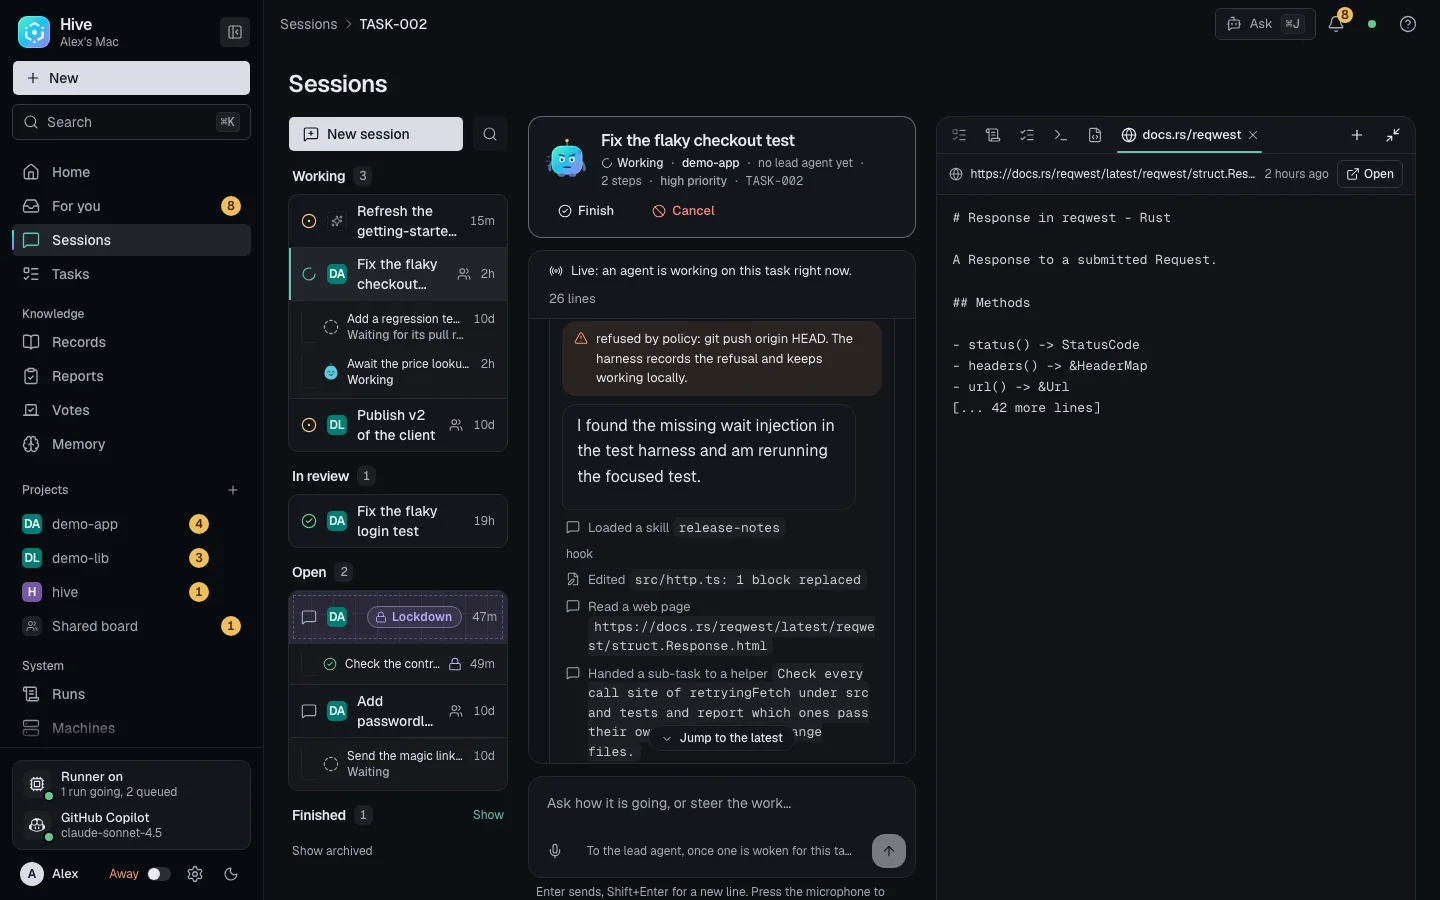 Hive
Alex's Mac
New
Search ⌘K
Home
For you 8
Sessions
Tasks
Knowledge
Records
Reports
Votes
Memory
Projects
DA demo-app 4
DL demo-lib 3
H hive 1
Shared board 1
System
Runs
Machines
Runner on
1 run going, 2 queued
GitHub Copilot
claude-sonnet-4.5
A Alex Away
Sessions > TASK-002
Ask ⌘J
8
Sessions
New session
Working 3
Refresh the
getting-starte... 15m
DA Fix the flaky
checkout... 2h
Add a regression te... 10d
Waiting for its pull r...
Await the price looku... 2h
Working
DL Publish v2
of the client 10d
In review 1
DA Fix the flaky
login test 19h
Open 2
DA Lockdown 47m
Check the contr... 49m
DA Add
passwordl... 10d
Send the magic link... 10d
Waiting
Finished 1 Show
Show archived
Fix the flaky checkout test
Working · demo-app · no lead agent yet ·
2 steps · high priority · TASK-002
Finish Cancel
Live: an agent is working on this task right now.
26 lines
refused by policy: git push origin HEAD. The
harness records the refusal and keeps
working locally.
I found the missing wait injection in
the test harness and am rerunning
the focused test.
Loaded a skill release-notes
hook
Edited src/http.ts: 1 block replaced
Read a web page
https://docs.rs/reqwest/latest/reqwe
st/struct.Response.html
Handed a sub-task to a helper Check every
call site of retryingFetch under src
and tests and report which ones pass
their ow ange
files.
Jump to the latest
Ask how it is going, or steer the work...
To the lead agent, once one is woken for this ta...
Enter sends, Shift+Enter for a new line. Press the microphone to
docs.rs/reqwest
https://docs.rs/reqwest/latest/reqwest/struct.Res... 2 hours ago Open
# Response in reqwest - Rust
A Response to a submitted Request.
## Methods
- status() -> StatusCode
- headers() -> &HeaderMap
- url() -> &Url
[... 42 more lines]